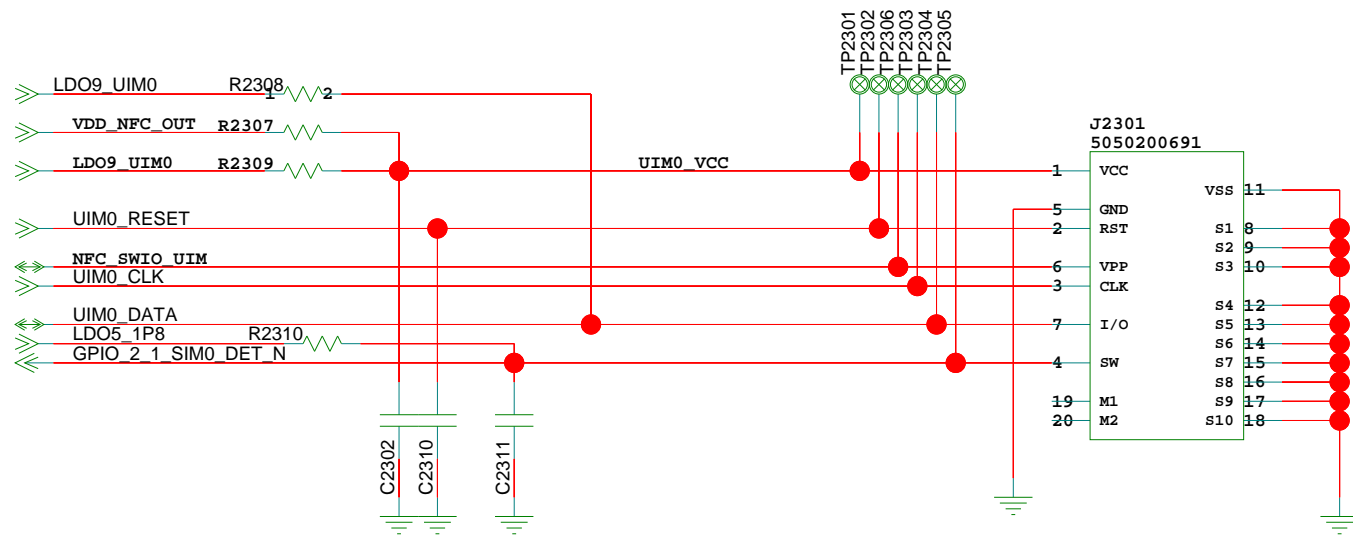 TP2301
TP2302
TP2306
TP2303
TP2304
TP2305
LDO9_UIM0 R2308 1 2
VDD_NFC_OUT R2307
LDO9_UIM0 R2309 UIM0_VCC
UIM0_RESET
NFC_SWIO_UIM
UIM0_CLK
UIM0_DATA
LDO5_1P8 R2310
GPIO_2_1_SIM0_DET_N
C2302
C2310
C2311
J2301
5050200691
1 VCC
VSS 11
5 GND
2 RST
S1 8
S2 9
6 VPP
S3 10
3 CLK
S4 12
7 I/O
S5 13
S6 14
4 SW
S7 15
S8 16
19 M1
S9 17
20 M2
S10 18